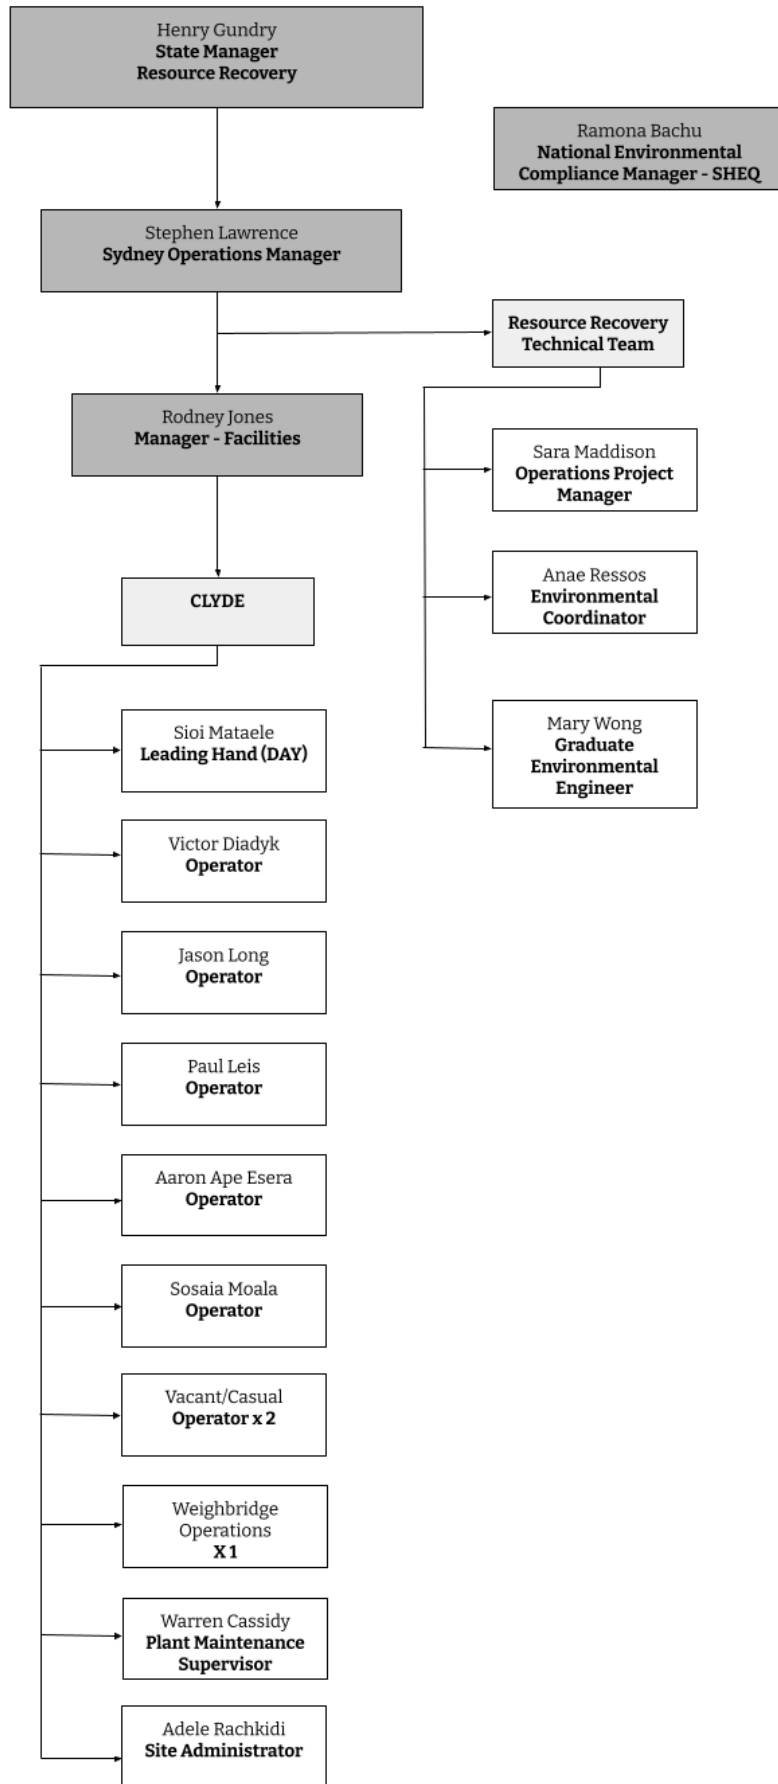 Henry Gundry
State Manager
Resource Recovery
Ramona Bachu
National Environmental
Compliance Manager - SHEQ
Stephen Lawrence
Sydney Operations Manager
Resource Recovery
Technical Team
Rodney Jones
Manager - Facilities
Sara Maddison
Operations Project
Manager
Anae Ressos
Environmental
Coordinator
Mary Wong
Graduate
Environmental
Engineer
CLYDE
Sioi Mataele
Leading Hand (DAY)
Victor Diadyk
Operator
Jason Long
Operator
Paul Leis
Operator
Aaron Ape Esera
Operator
Sosaia Moala
Operator
Vacant/Casual
Operator x 2
Weighbridge
Operations
X 1
Warren Cassidy
Plant Maintenance
Supervisor
Adele Rachkidi
Site Administrator